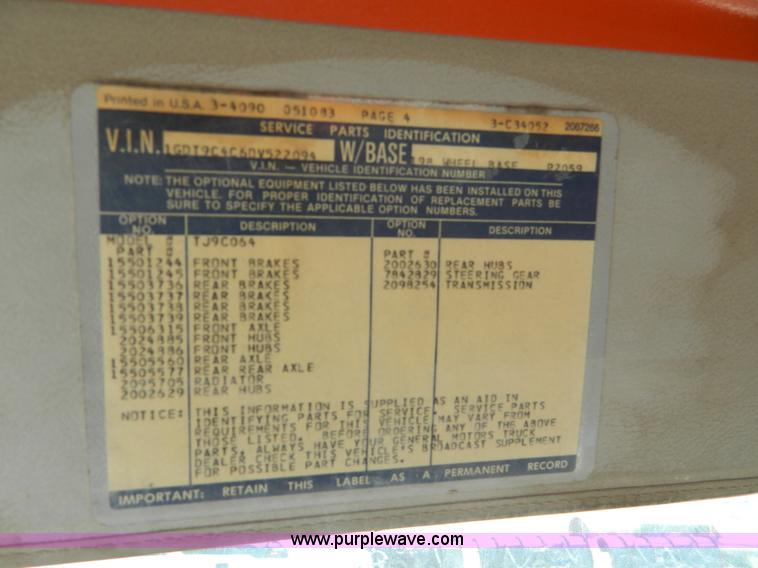 Printed in U.S.A. 3-4090 051083 PAGE 4 3-C34052 2067266
SERVICE PARTS IDENTIFICATION
V.I.N. 1GDT9C4C6DV522094 W/BASE 198 WHEEL BASE P2059
V.I.N. — VEHICLE IDENTIFICATION NUMBER
NOTE: THE OPTIONAL EQUIPMENT LISTED BELOW HAS BEEN INSTALLED ON THIS
VEHICLE. FOR PROPER IDENTIFICATION OF REPLACEMENT PARTS BE
SURE TO SPECIFY THE APPLICABLE OPTION NUMBERS.
OPTION NO. DESCRIPTION OPTION NO. DESCRIPTION
MODEL # TJ9C064
PART # PART #
15501244 FRONT BRAKES 2002630 REAR HUBS
15501245 FRONT BRAKES 7842829 STEERING GEAR
15503736 REAR BRAKES 2098254 TRANSMISSION
15503737 REAR BRAKES
15503738 REAR BRAKES
15503739 REAR BRAKES
15506315 FRONT AXLE
2024885 FRONT HUBS
2024886 FRONT HUBS
15505560 REAR AXLE
15505577 REAR REAR AXLE
2095705 RADIATOR
2002629 REAR HUBS
NOTICE: THIS INFORMATION IS SUPPLIED AS AN AID IN
IDENTIFYING PARTS FOR SERVICE. SERVICE PARTS
REQUIREMENTS FOR THIS VEHICLE MAY VARY FROM
THOSE LISTED. BEFORE ORDERING ANY OF THE ABOVE
PARTS, ALWAYS HAVE YOUR GENERAL MOTORS TRUCK
DEALER CHECK THIS VEHICLE'S BROADCAST SUPPLEMENT
FOR POSSIBLE PART CHANGES.
IMPORTANT: RETAIN THIS LABEL AS A PERMANENT RECORD
www.purplewave.com